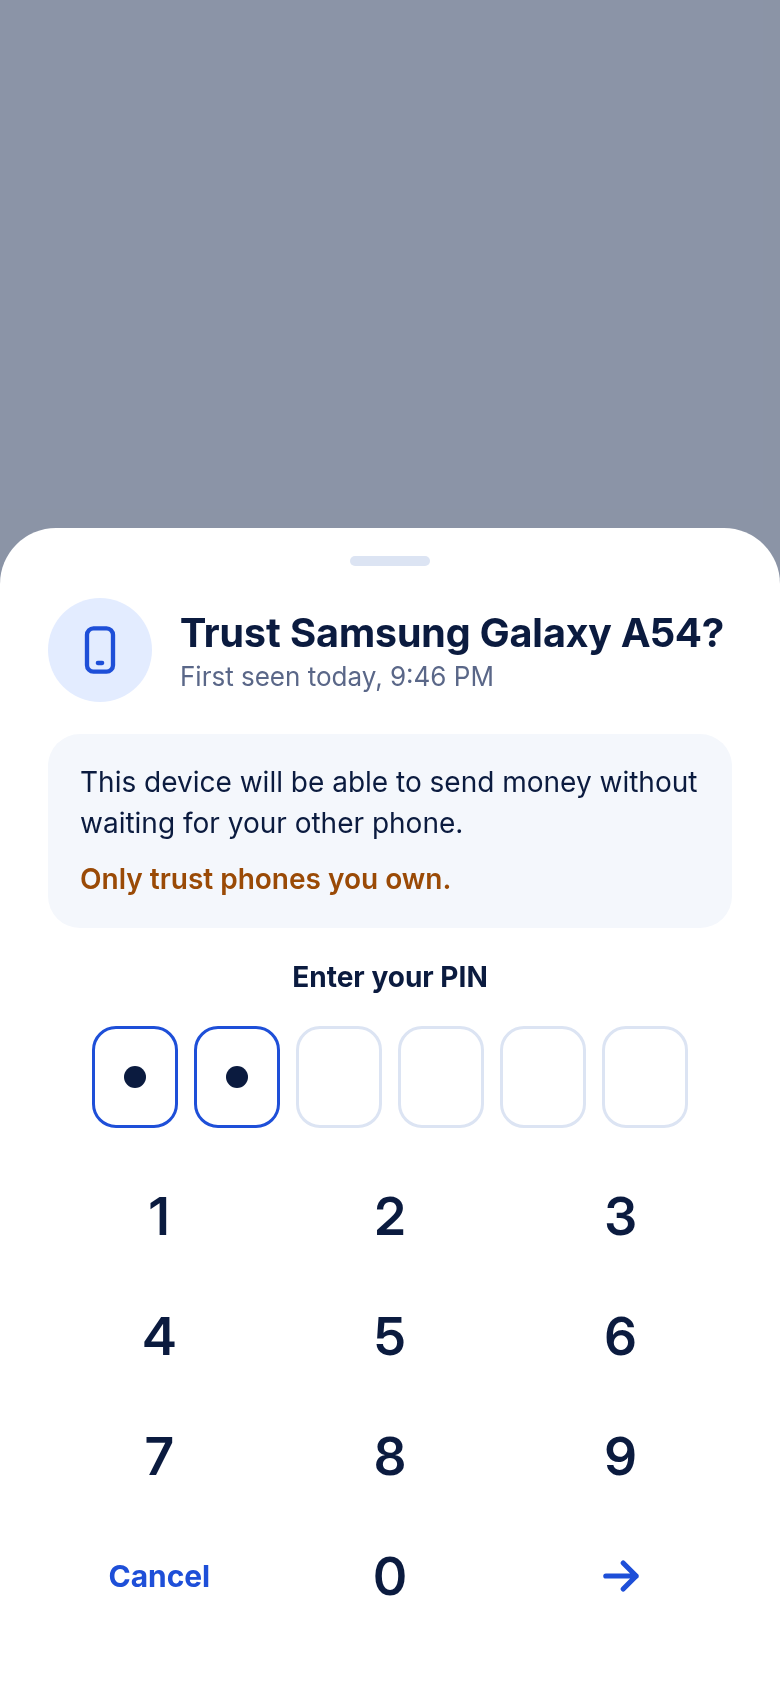 Trust Samsung Galaxy A54?
First seen today, 9:46 PM
This device will be able to send money without
waiting for your other phone.
Only trust phones you own.
Enter your PIN
1 2 3
4 5 6
7 8 9
Cancel 0